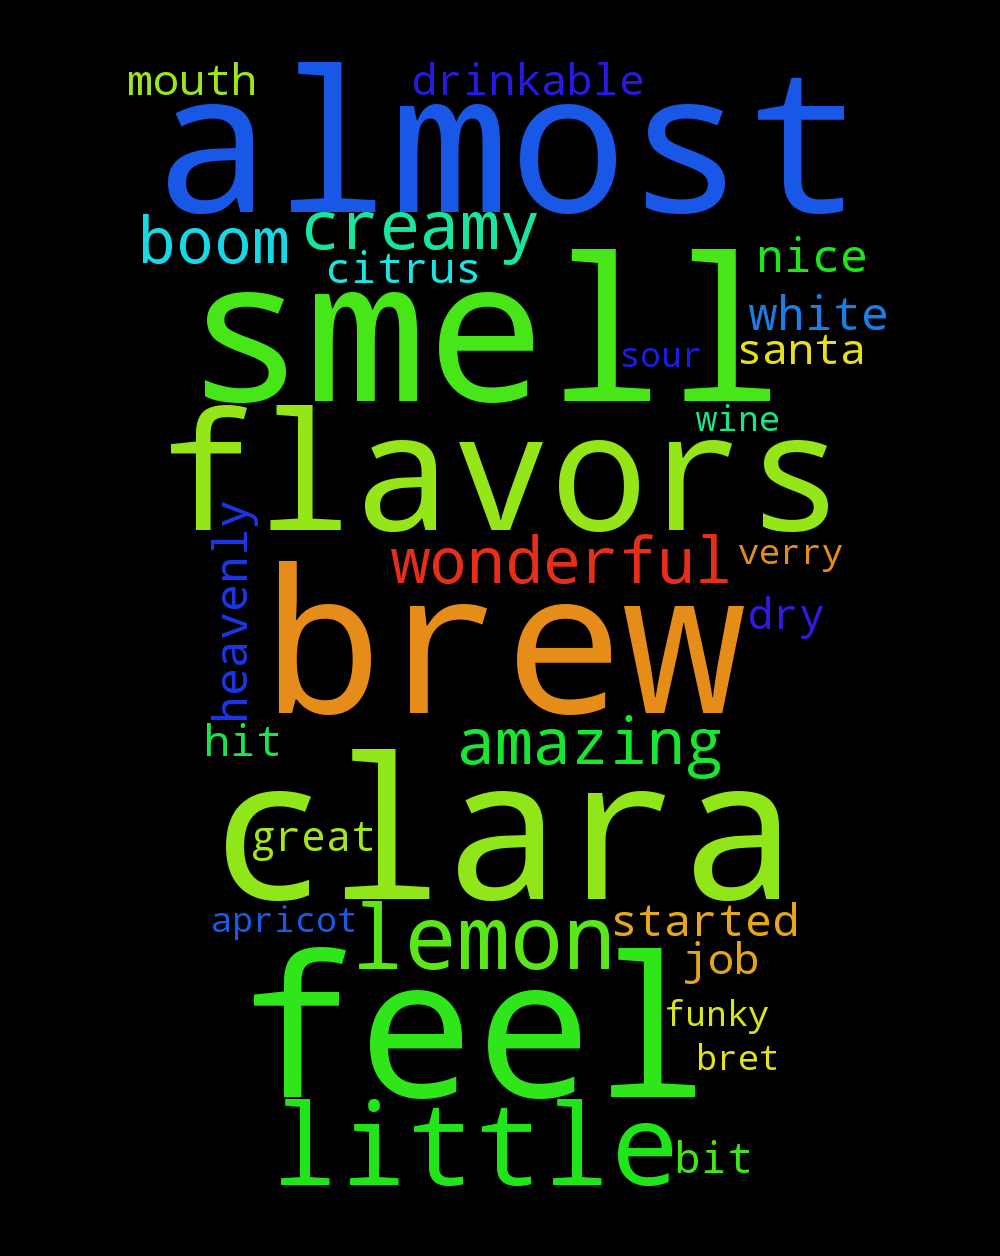 mouth drinkable
almost
boom creamy
citrus nice
smell white
sour santa
wine
flavors
heavenly
wonderful verry
brew dry
hit amazing
clara
great
apricot lemon started
job
feel funky
bret
little bit